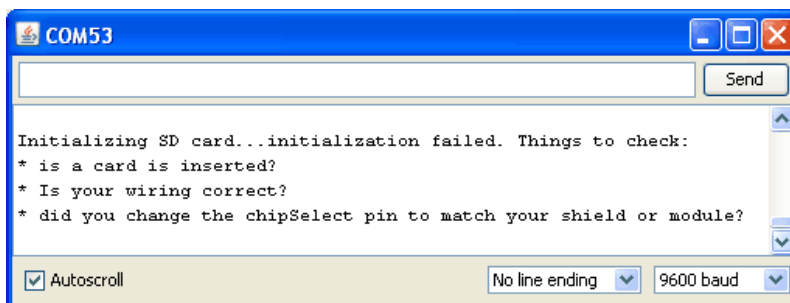 COM53
Send
Initializing SD card...initialization failed. Things to check:
* is a card is inserted?
* Is your wiring correct?
* did you change the chipSelect pin to match your shield or module?
Autoscroll
No line ending
9600 baud